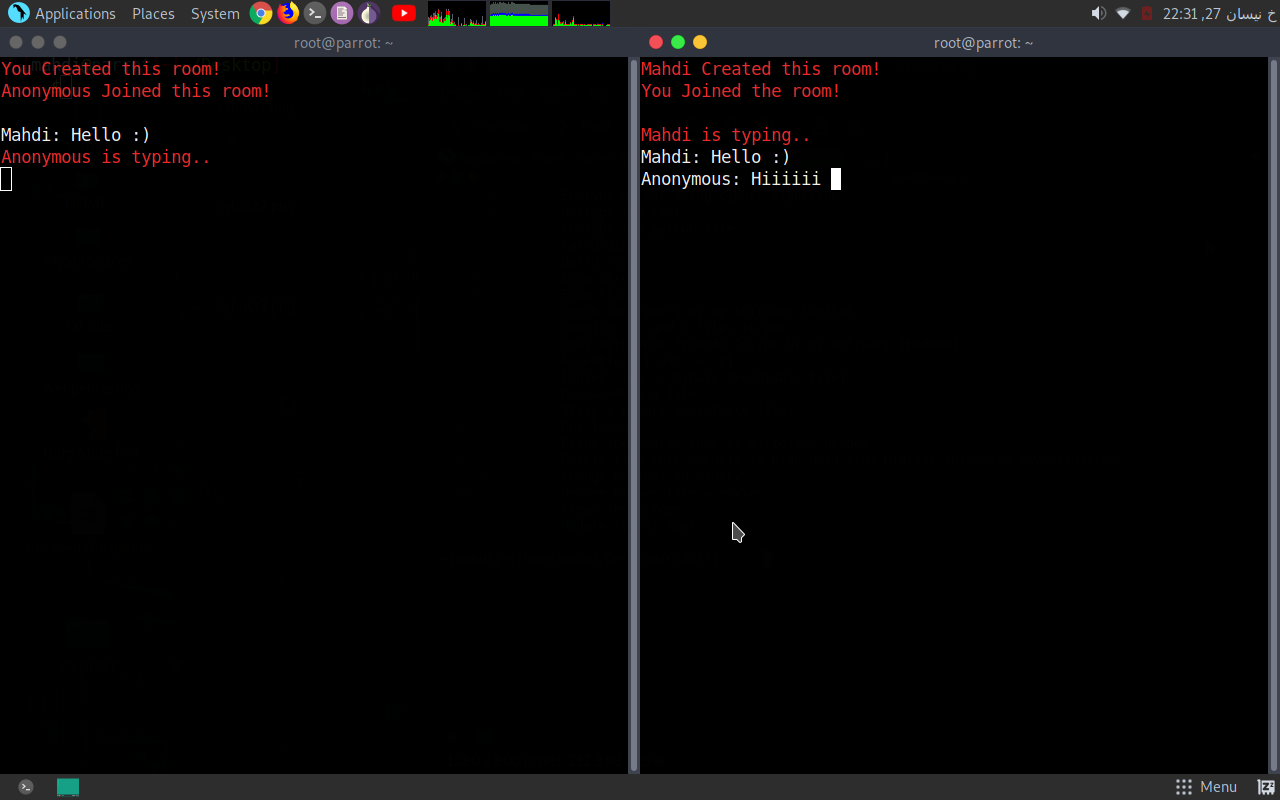 Applications Places System
22:31 ,27 نيسان خ
root@parrot: ~
You Created this room!
Anonymous Joined this room!
Mahdi: Hello :)
Anonymous is typing..
root@parrot: ~
Mahdi Created this room!
You Joined the room!
Mahdi is typing..
Mahdi: Hello :)
Anonymous: Hiiiiii
Menu